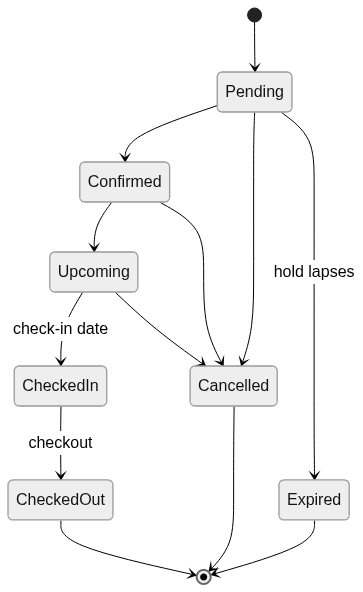 Pending
Confirmed
Upcoming
hold lapses
check-in date
CheckedIn
Cancelled
checkout
CheckedOut
Expired